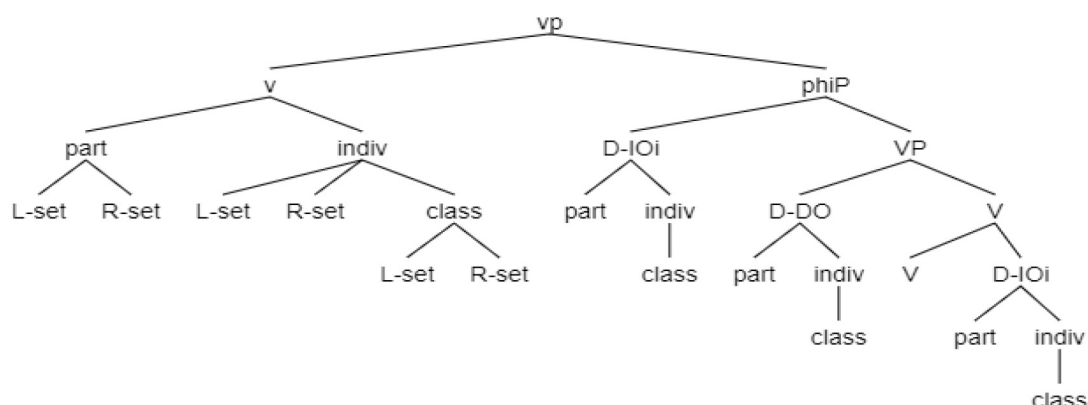 vp
v phiP
part indiv D-IOi VP
L-set R-set L-set R-set class part indiv D-DO V
L-set R-set class part indiv V D-IOi
class part indiv
class